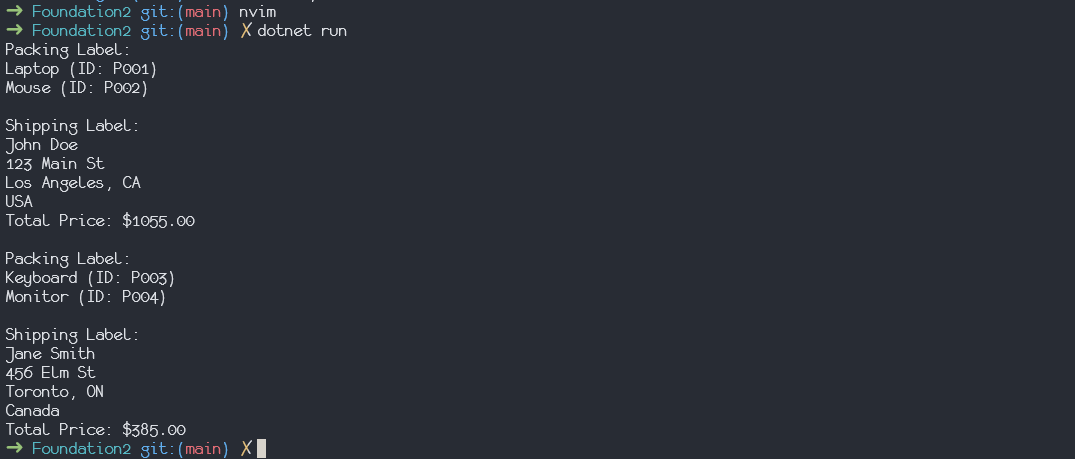 ➜ Foundation2 git:(main) nvim
➜ Foundation2 git:(main) ✗ dotnet run
Packing Label:
Laptop (ID: P001)
Mouse (ID: P002)

Shipping Label:
John Doe
123 Main St
Los Angeles, CA
USA
Total Price: $1055.00

Packing Label:
Keyboard (ID: P003)
Monitor (ID: P004)

Shipping Label:
Jane Smith
456 Elm St
Toronto, ON
Canada
Total Price: $385.00
➜ Foundation2 git:(main) ✗